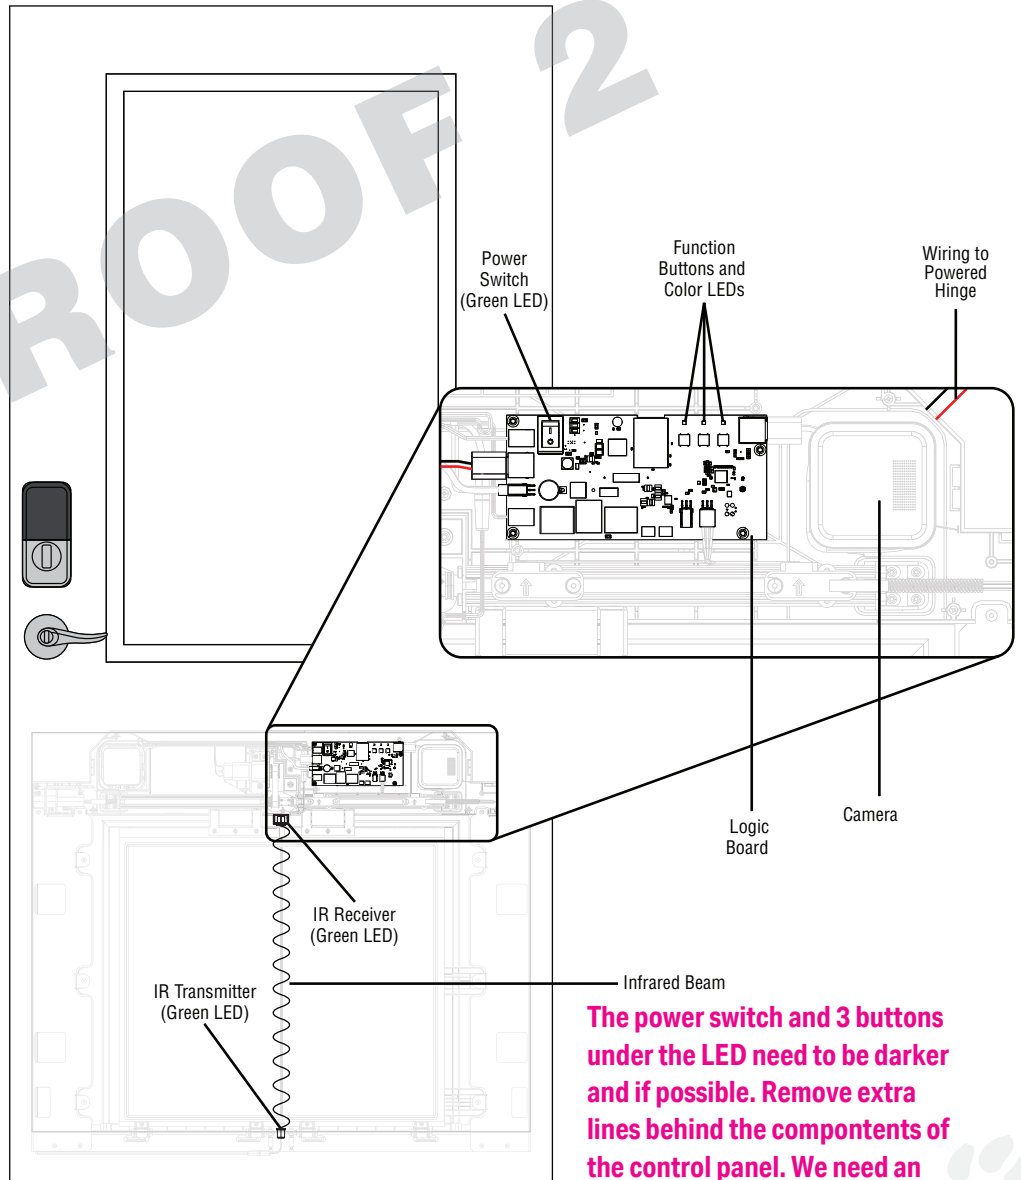 ROOF 2
Power
Switch
(Green LED)
Function
Buttons and
Color LEDs
Wiring to
Powered
Hinge
Logic
Board
Camera
IR Receiver
(Green LED)
Infrared Beam
IR Transmitter
(Green LED)
The power switch and 3 buttons
under the LED need to be darker
and if possible. Remove extra
lines behind the compontents of
the control panel. We need an